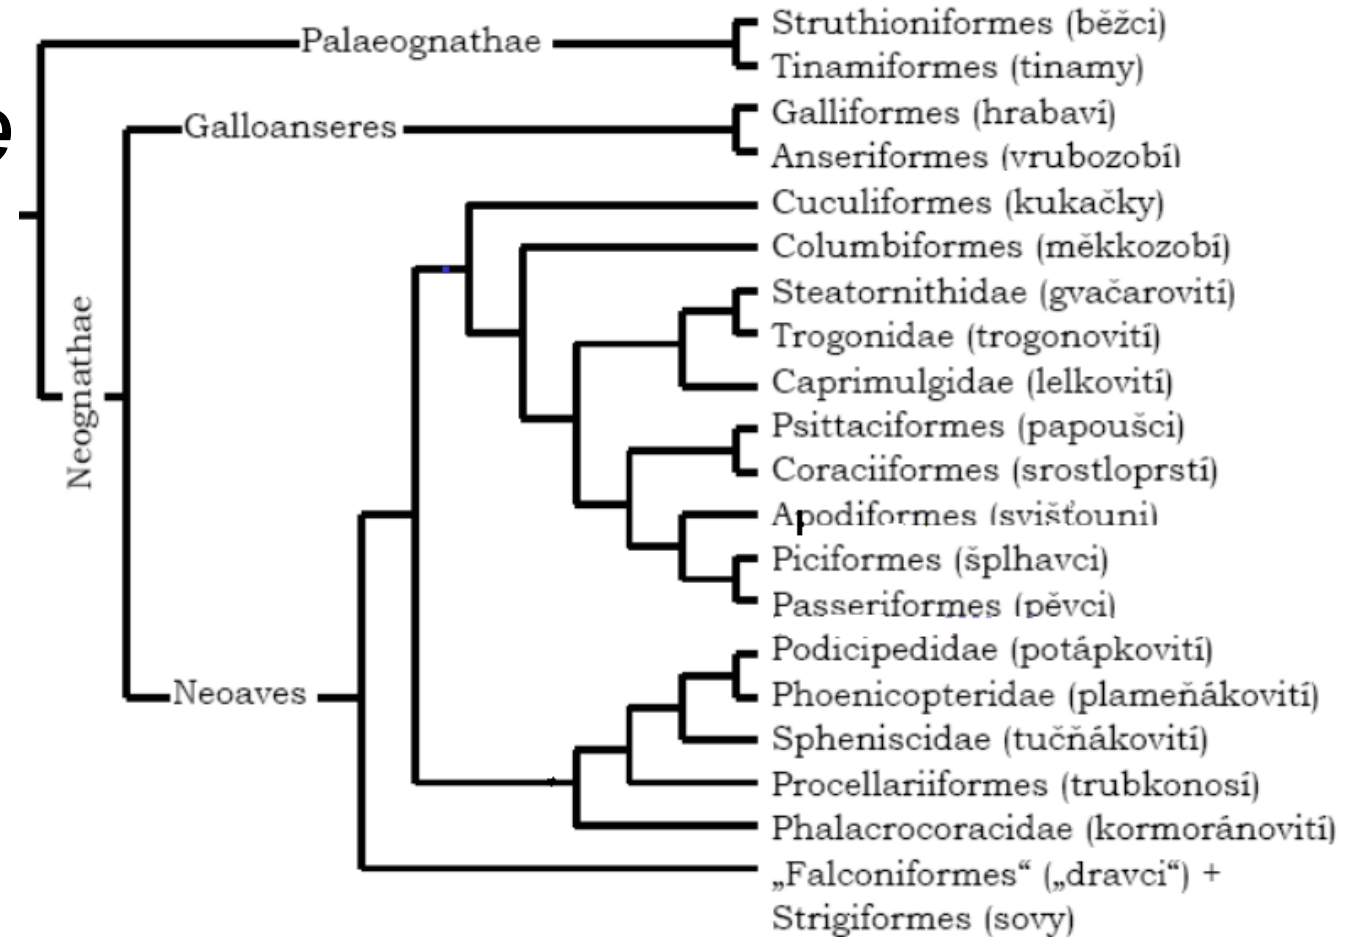 e
Palaeognathae
Struthioniformes (běžci)
Tinamiformes (tinamy)
Galloanseres
Galliformes (hrabaví)
Anseriformes (vrubozobí)
Neognathae
Cuculiformes (kukačky)
Columbiformes (měkkozobí)
Steatornithidae (gvačarovití)
Trogonidae (trogonovití)
Caprimulgidae (lelkovití)
Psittaciformes (papoušci)
Coraciiformes (srostloprstí)
Apodiformes (svišťouni)
Piciformes (šplhavci)
Passeriformes (pěvci)
Neoaves
Podicipedidae (potápkovití)
Phoenicopteridae (plameňákovití)
Spheniscidae (tučňákovití)
Procellariiformes (trubkonosí)
Phalacrocoracidae (kormoránovití)
„Falconiformes“ („dravci“) +
Strigiformes (sovy)